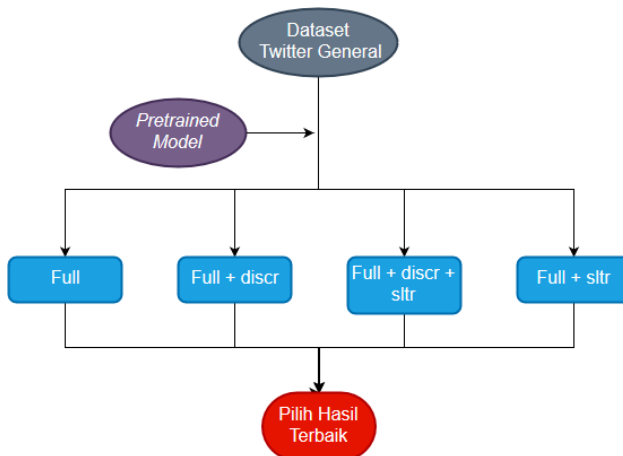 Dataset
Twitter General
Pretrained
Model
Full
Full + discr
Full + discr +
sltr
Full + sltr
Pilih Hasil
Terbaik